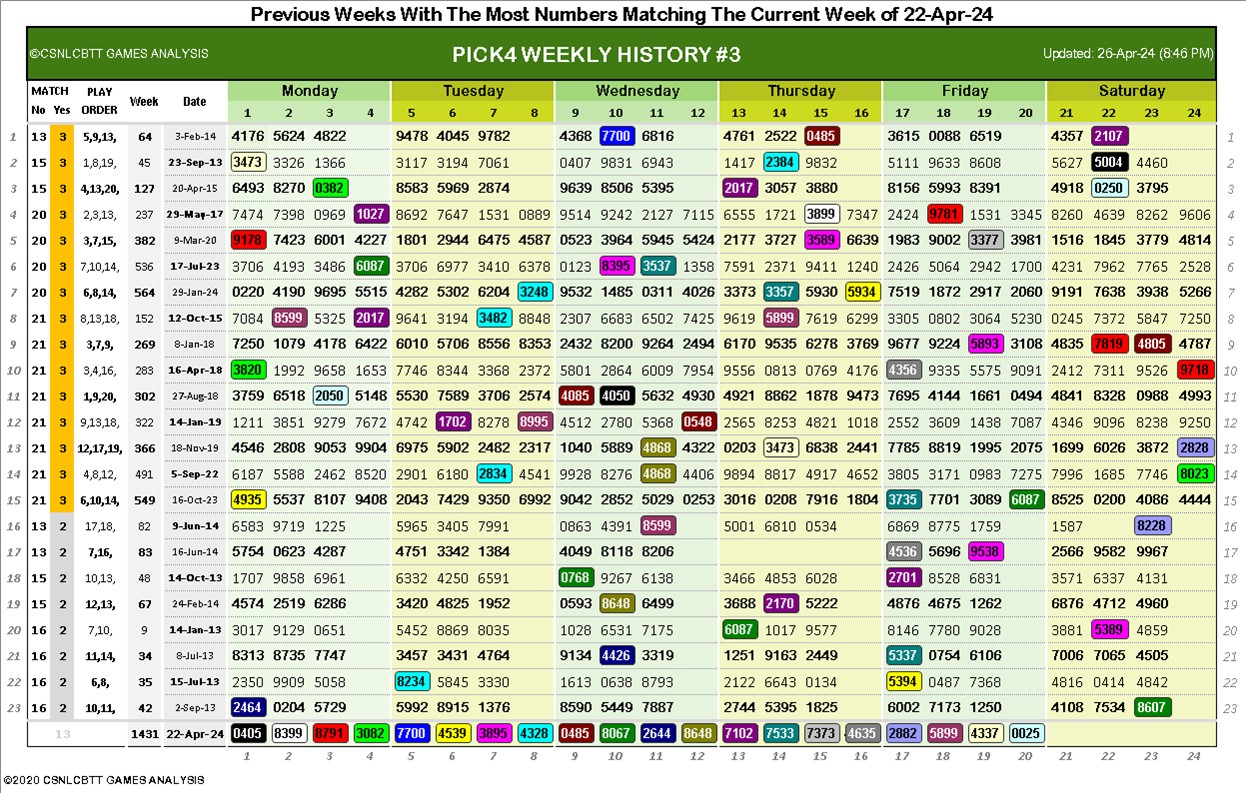 Previous Weeks With The Most Numbers Matching The Current Week of 22-Apr-24
©CSNLCBTT GAMES ANALYSIS PICK4 WEEKLY HISTORY #3 Updated: 26-Apr-24 (8:46 PM)
MATCH PLAY Week Date Monday Tuesday Wednesday Thursday Friday Saturday
No Yes ORDER 1 2 3 4 5 6 7 8 9 10 11 12 13 14 15 16 17 18 19 20 21 22 23 24
1 13 3 5,9,13, 64 3-Feb-14 4176 5624 4822 9478 4045 9782 4368 7700 6816 4761 2522 0485 3615 0088 6519 4357 2107 1
2 15 3 1,8,19, 45 23-Sep-13 3473 3326 1366 3117 3194 7061 0407 9831 6943 1417 2384 9832 5111 9633 8608 5627 5004 4460 2
3 15 3 4,13,20, 127 20-Apr-15 6493 8270 0382 8583 5969 2874 9639 8506 5395 2017 3057 3880 8156 5993 8391 4918 0250 3795 3
4 20 3 2,3,13, 237 29-May-17 7474 7398 0969 1027 8692 7647 1531 0889 9514 9242 2127 7115 6555 1721 3899 7347 2424 9781 1531 3345 8260 4639 8262 9606 4
5 20 3 3,7,15, 382 9-Mar-20 9178 7423 6001 4227 1801 2944 6475 4587 0523 3964 5945 5424 2177 3727 3589 6639 1983 9002 3377 3981 1516 1845 3779 4814 5
6 20 3 7,10,14, 536 17-Jul-23 3706 4193 3486 6087 3706 6977 3410 6378 0123 8395 3537 1358 7591 2371 9411 1240 2426 5064 2942 1700 4231 7962 7765 2528 6
7 20 3 6,8,14, 564 29-Jan-24 0220 4190 9695 5515 4282 5302 6204 3248 9532 1485 0311 4026 3373 3357 5930 5934 7519 1872 2917 2060 9191 7638 3938 5266 7
8 21 3 8,13,18, 152 12-Oct-15 7084 8599 5325 2017 9641 3194 3482 8848 2307 6683 6502 7425 9614 5899 7619 6299 3305 0802 3064 5230 0245 7372 5847 7250 8
9 21 3 3,7,9, 269 8-Jan-18 7250 1079 4178 6422 6010 5706 8556 8353 2432 8200 9264 2494 6170 9535 6278 3769 9677 9224 5893 3108 4835 7819 4805 4787 9
10 21 3 3,4,16, 283 16-Apr-18 3820 1992 9658 1653 7746 8344 3368 2372 5801 2864 6009 7954 9556 0813 0769 4176 4356 9335 5575 9091 2412 7311 9526 9718 10
11 21 3 1,9,20, 302 27-Aug-18 3759 6518 2050 5148 5530 7589 3706 2574 4085 4050 5632 4930 4921 8862 1878 9473 7695 4144 1661 0494 4841 8328 0988 4993 11
12 21 3 9,13,18, 322 14-Jan-19 1211 3851 9279 7672 4742 1702 8278 8995 4512 2780 5368 0548 2565 8253 4821 1018 2552 3609 1438 7087 4346 9096 8238 9250 12
13 21 3 12,17,19, 366 18-Nov-19 4546 2808 9053 9904 6975 5902 2482 2317 1040 5889 4868 4322 0203 3473 6838 2441 7785 8819 1995 2075 1699 6026 3872 2828 13
14 21 3 4,8,12, 491 5-Sep-22 6187 5588 2462 8520 2901 6180 2834 4541 9928 8276 4868 4406 9894 8817 4917 4652 3805 3171 0983 7275 7996 1685 7746 8023 14
15 21 3 6,10,14, 549 16-Oct-23 4935 5537 8107 9408 2043 7429 9350 6992 9042 2852 5029 0253 3016 0208 7916 1804 3735 7701 3089 6087 8525 0200 4086 4444 15
16 13 2 17,18, 82 9-Jun-14 6583 9719 1225 5965 3405 7991 0863 4391 8599 5001 6810 0534 6869 8775 1759 1587 8228 16
17 13 2 7,16, 83 16-Jun-14 5754 0623 4287 4751 3342 1384 4049 8118 8206 4536 5696 9538 2566 9582 9967 17
18 15 2 10,13, 48 14-Oct-13 1707 9858 6961 6332 4250 6591 0768 9267 6138 3466 4853 6028 2701 8528 6831 3571 6337 4131 18
19 15 2 12,13, 67 24-Feb-14 4574 2519 6286 3420 4825 1952 0593 8648 6499 3688 2170 5222 4876 4675 1262 6876 4712 4960 19
20 16 2 7,10, 9 14-Jan-13 3017 9129 0651 5452 8869 8035 1028 6531 7175 6087 1017 9577 8146 7780 9028 3881 5389 4859 20
21 16 2 11,14, 34 8-Jul-13 8313 8735 7747 3457 3431 4764 9134 4426 3319 1251 9163 2449 5337 0754 6106 7006 7065 4505 21
22 16 2 6,8, 35 15-Jul-13 2350 9909 5058 8234 5845 3330 1613 0638 8793 2122 6643 0134 5394 0487 7368 4816 0414 4842 22
23 16 2 10,11, 42 2-Sep-13 2464 0204 5729 5992 8915 1376 8590 5449 7887 2744 5395 1825 6002 7173 1250 4108 7534 8607 23
13 1431 22-Apr-24 0405 8399 8791 3082 7700 4539 3895 4328 0485 8067 2644 8648 7102 7533 7373 4635 2882 5899 4337 0025
1 2 3 4 5 6 7 8 9 10 11 12 13 14 15 16 17 18 19 20 21 22 23 24
©2020 CSNLCBTT GAMES ANALYSIS